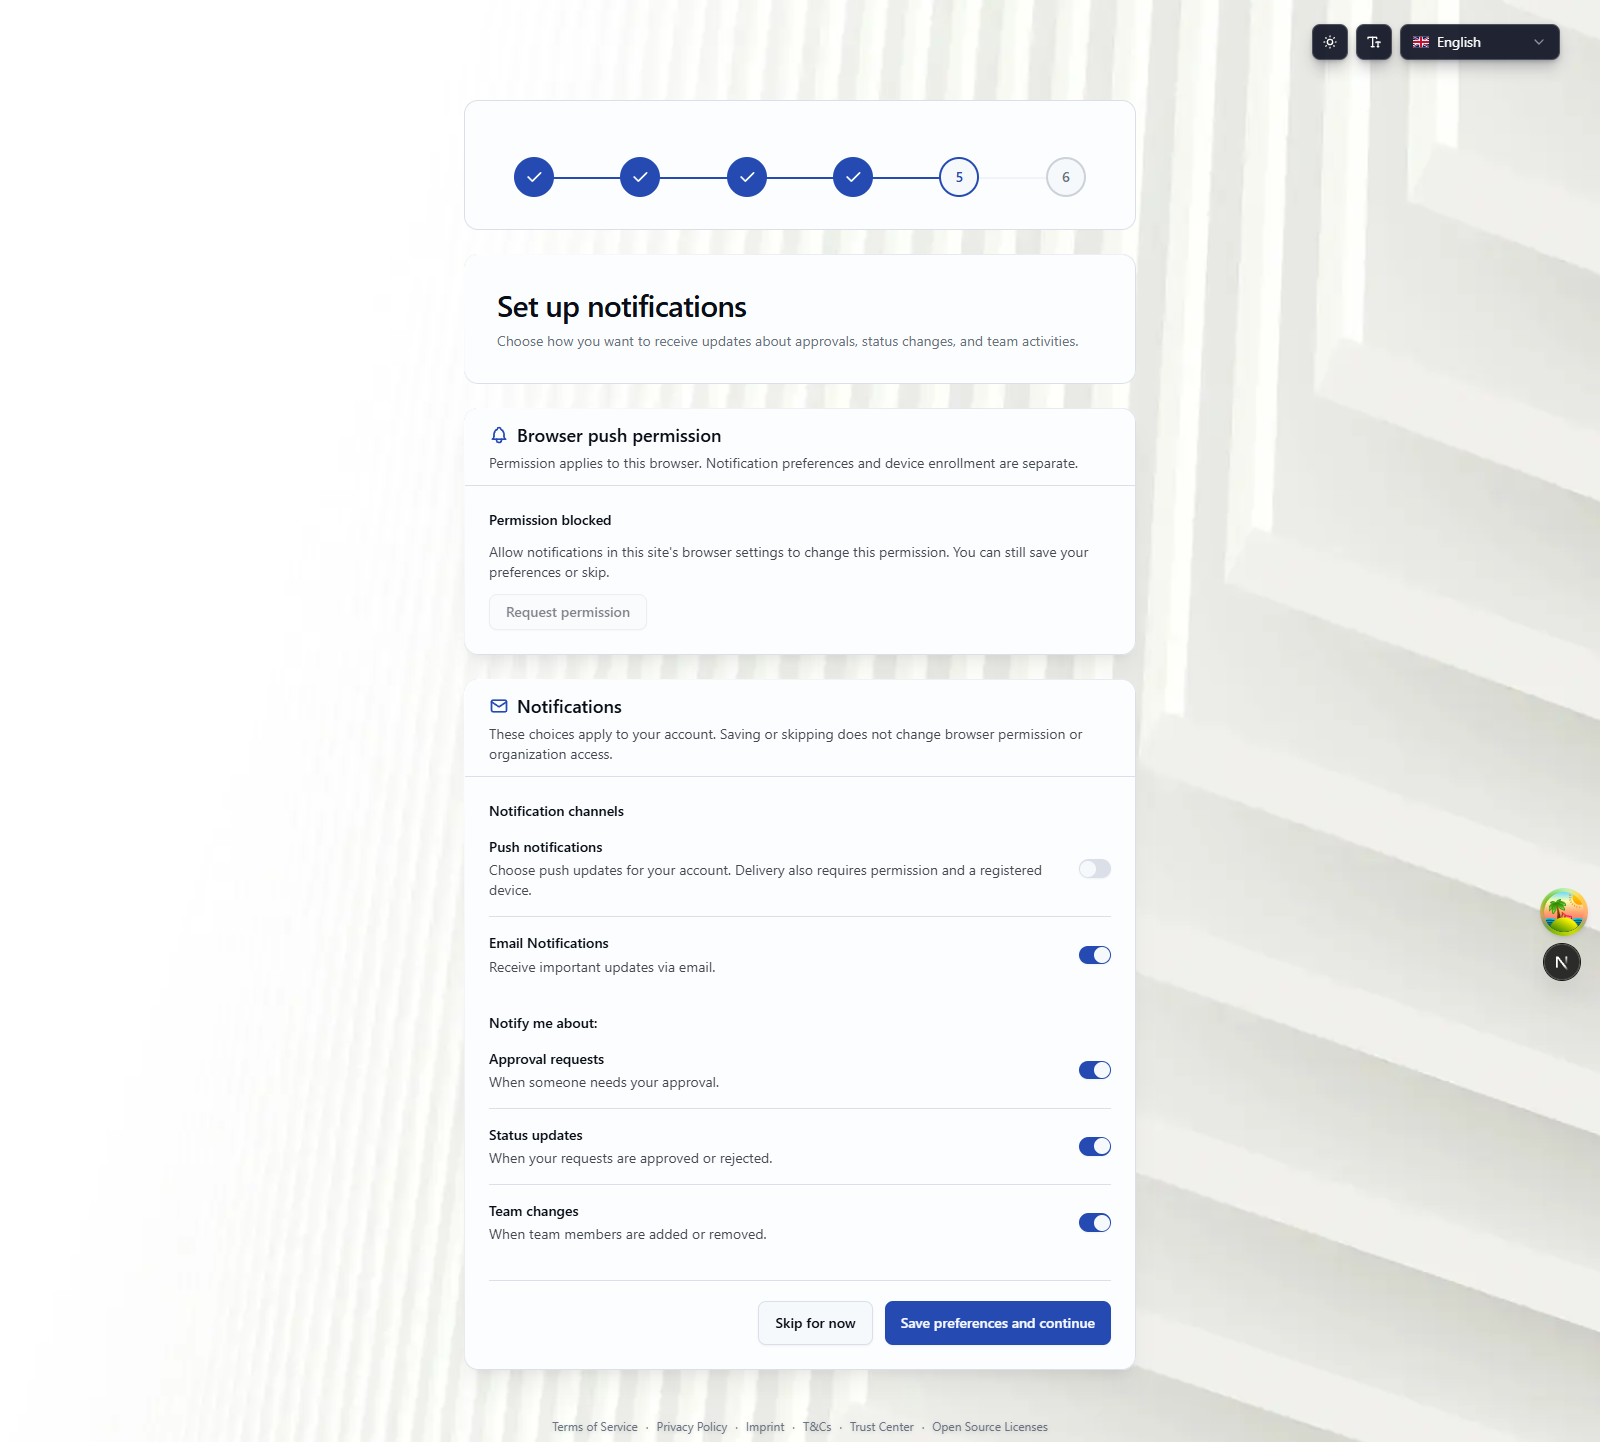 English
5
6
Set up notifications
Choose how you want to receive updates about approvals, status changes, and team activities.
Browser push permission
Permission applies to this browser. Notification preferences and device enrollment are separate.
Permission blocked
Allow notifications in this site's browser settings to change this permission. You can still save your
preferences or skip.
Request permission
Notifications
These choices apply to your account. Saving or skipping does not change browser permission or
organization access.
Notification channels
Push notifications
Choose push updates for your account. Delivery also requires permission and a registered
device.
Email Notifications
Receive important updates via email.
Notify me about:
Approval requests
When someone needs your approval.
Status updates
When your requests are approved or rejected.
Team changes
When team members are added or removed.
Skip for now
Save preferences and continue
Terms of Service · Privacy Policy · Imprint · T&Cs · Trust Center · Open Source Licenses